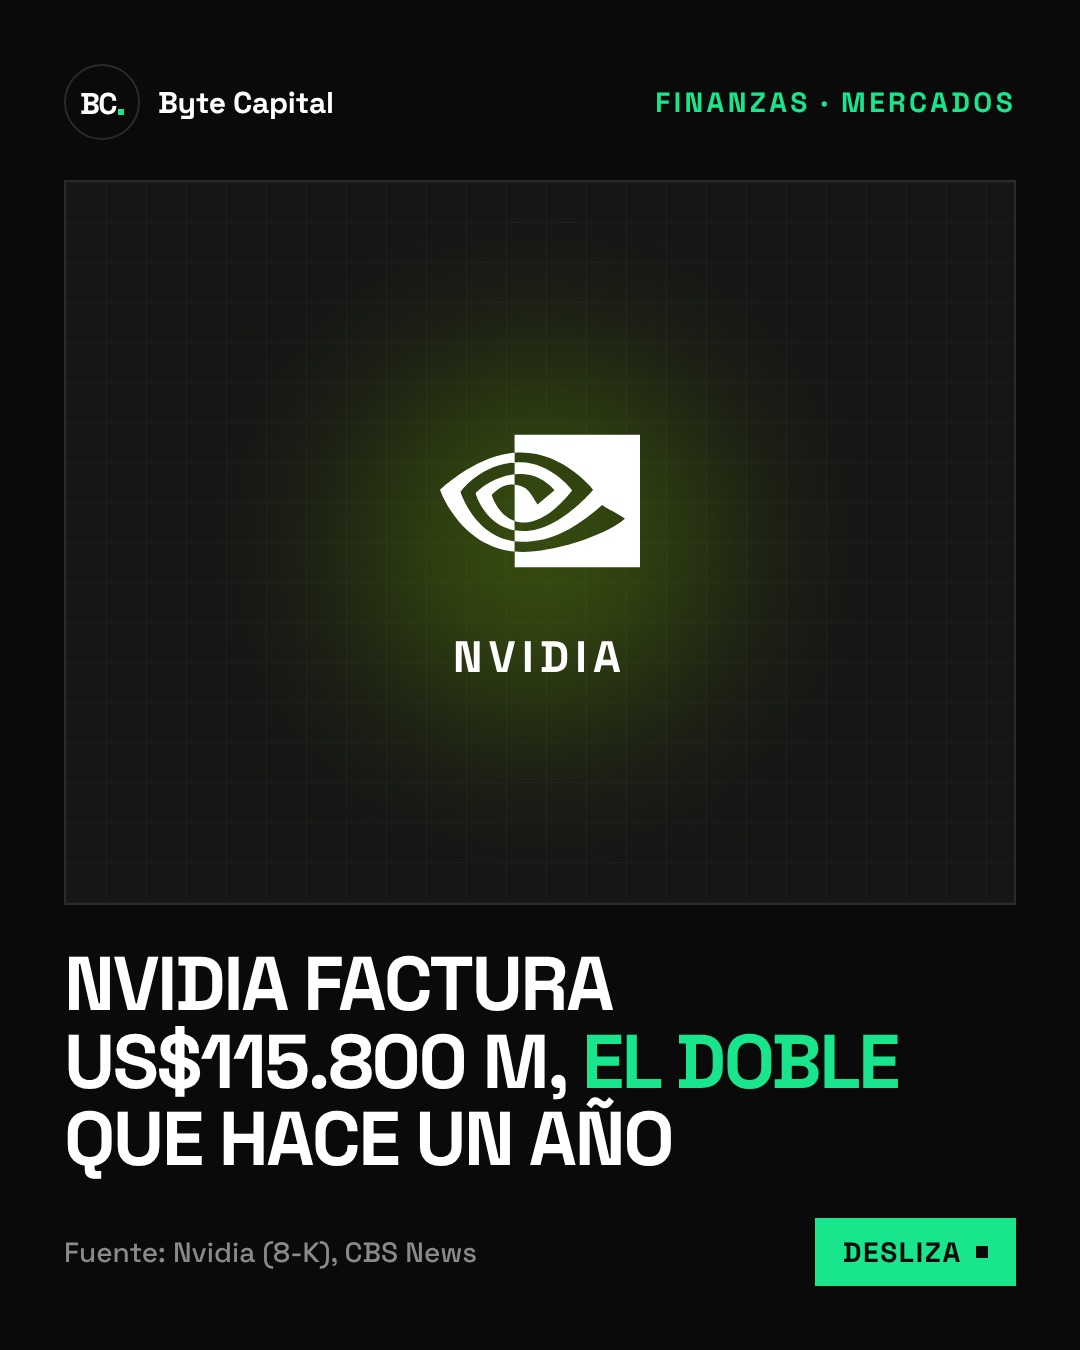 BC.
Byte Capital
FINANZAS · MERCADOS
NVIDIA
NVIDIA FACTURA
US$115.800 M, EL DOBLE
QUE HACE UN AÑO
Fuente: Nvidia (8-K), CBS News
DESLIZA